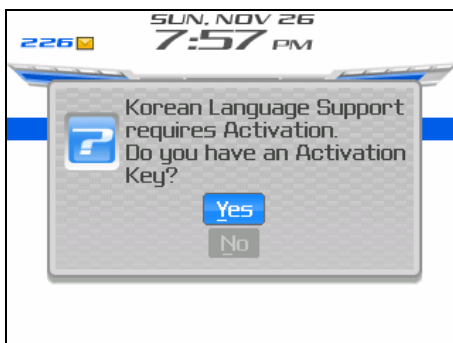 SUN, NOV 26
226
7:57 PM
Korean Language Support
requires Activation.
Do you have an Activation
Key?
Yes
No